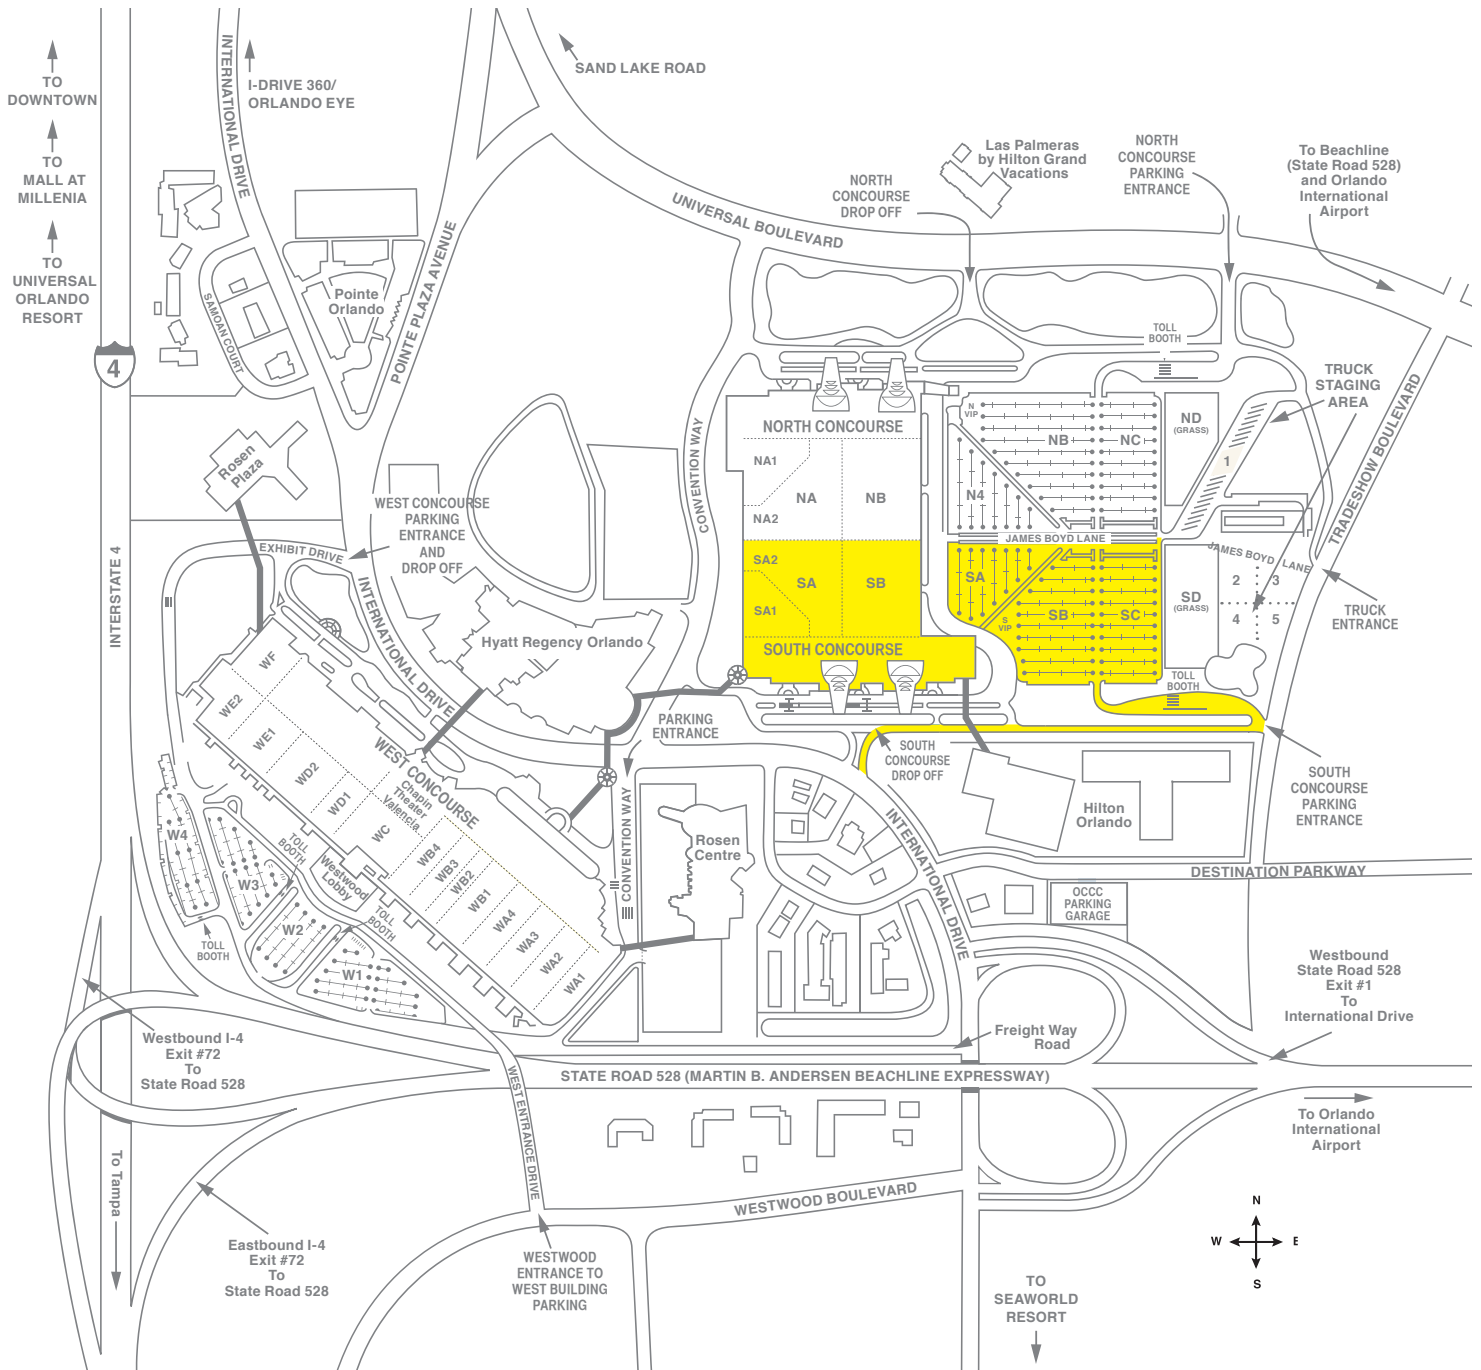 TO
DOWNTOWN
TO
MALL AT
MILLENIA
TO
UNIVERSAL
ORLANDO
RESORT
4
INTERSTATE 4
INTERNATIONAL DRIVE
I-DRIVE 360/
ORLANDO EYE
SAND LAKE ROAD
SAMOAN COURT
Pointe
Orlando
POINTE PLAZA AVENUE
UNIVERSAL BOULEVARD
NORTH
CONCOURSE
DROP OFF
Las Palmeras
by Hilton Grand
Vacations
NORTH
CONCOURSE
PARKING
ENTRANCE
To Beachline
(State Road 528)
and Orlando
International
Airport
TOLL
BOOTH
TRUCK
STAGING
AREA
TRADESHOW BOULEVARD
CONVENTION WAY
NORTH CONCOURSE
NA1
NA
NB
NA2
SA2
SA
SB
SA1
SOUTH CONCOURSE
N
VIP
NB
NC
N4
ND
(GRASS)
1
JAMES BOYD LANE
JAMES BOYD LANE
SA
S
VIP
SB
SC
SD
(GRASS)
2
3
4
5
TRUCK
ENTRANCE
TOLL
BOOTH
Rosen
Plaza
WEST CONCOURSE
PARKING
ENTRANCE
AND
DROP OFF
EXHIBIT DRIVE
INTERNATIONAL DRIVE
Hyatt Regency Orlando
PARKING
ENTRANCE
SOUTH
CONCOURSE
DROP OFF
SOUTH
CONCOURSE
PARKING
ENTRANCE
Hilton
Orlando
WF
WE2
WE1
WD2
WD1
WC
WB4
WB3
WB2
WB1
WA4
WA3
WA2
WA1
WEST CONCOURSE
Chapin
Theater
Valencia
Westwood
Lobby
W4
W3
W2
W1
TOLL
BOOTH
TOLL
BOOTH
TOLL
BOOTH
CONVENTION WAY
Rosen
Centre
INTERNATIONAL DRIVE
DESTINATION PARKWAY
OCCC
PARKING
GARAGE
Westbound
State Road 528
Exit #1
To
International Drive
Freight Way
Road
Westbound I-4
Exit #72
To
State Road 528
STATE ROAD 528 (MARTIN B. ANDERSEN BEACHLINE EXPRESSWAY)
To Orlando
International
Airport
WEST ENTRANCE DRIVE
WESTWOOD BOULEVARD
To Tampa
Eastbound I-4
Exit #72
To
State Road 528
WESTWOOD
ENTRANCE TO
WEST BUILDING
PARKING
TO
SEAWORLD
RESORT
N
W
E
S